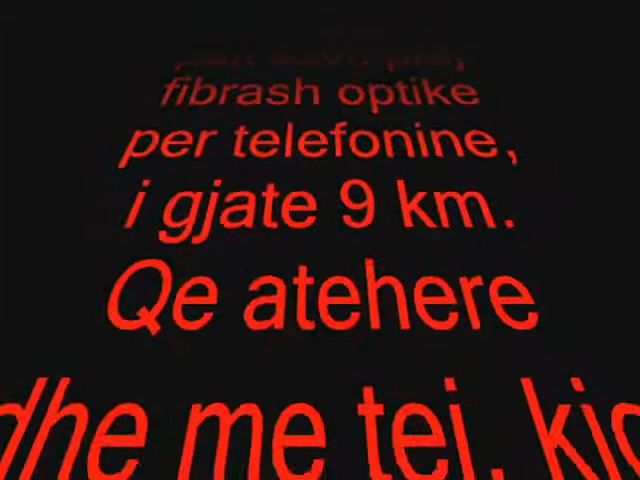 fibrash optike
per telefonine,
i gjate 9 km.
Qe atehere
dhe me tej,